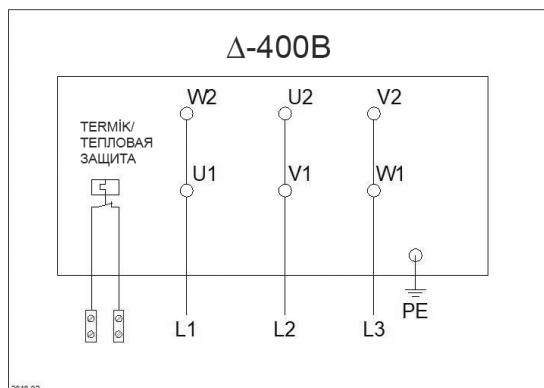 Δ-400В
W2 U2 V2
TERMİK/
ТЕПЛОВАЯ
ЗАЩИТА
U1 V1 W1
PE
L1 L2 L3